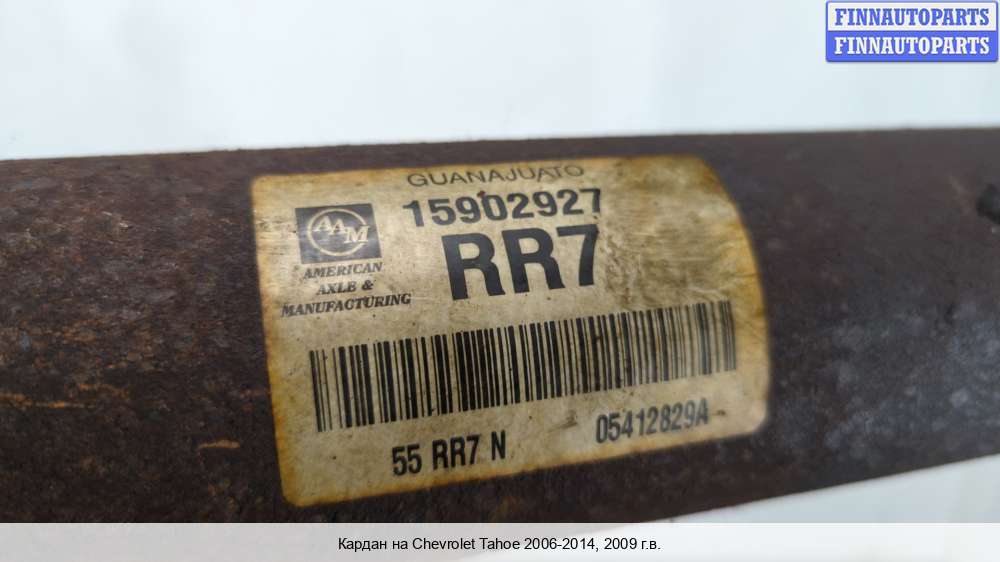 FINNAUTOPARTS
FINNAUTOPARTS
GUANAJUATO
15902927
RR7
AAM
AMERICAN
AXLE &
MANUFACTURING
55 RR7 N
05412829A
Кардан на Chevrolet Tahoe 2006-2014, 2009 г.в.